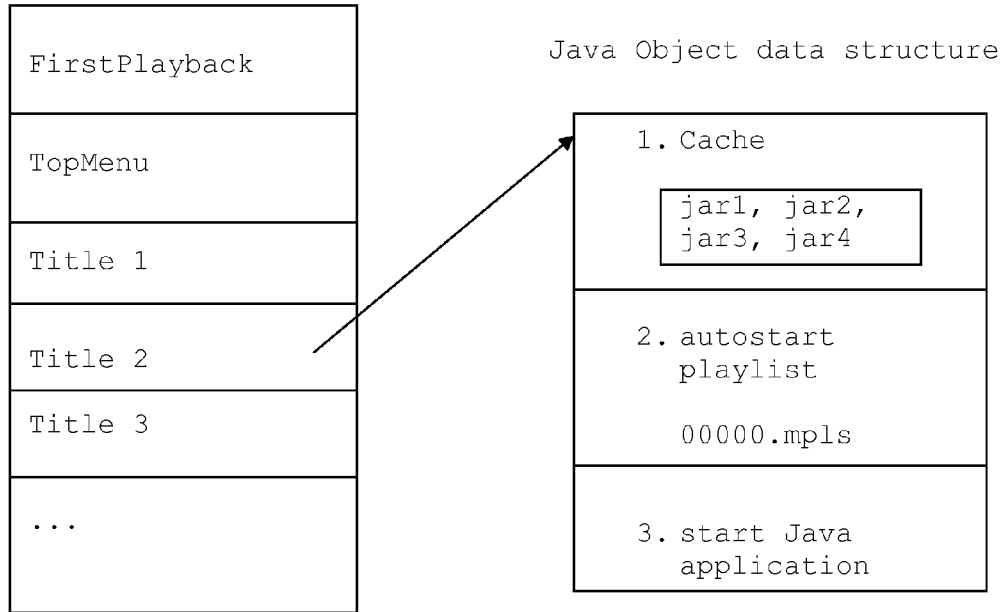 FirstPlayback
TopMenu
Title 1
Title 2
Title 3
...
Java Object data structure
1. Cache
jar1, jar2,
jar3, jar4
2. autostart
playlist
00000.mpls
3. start Java
application